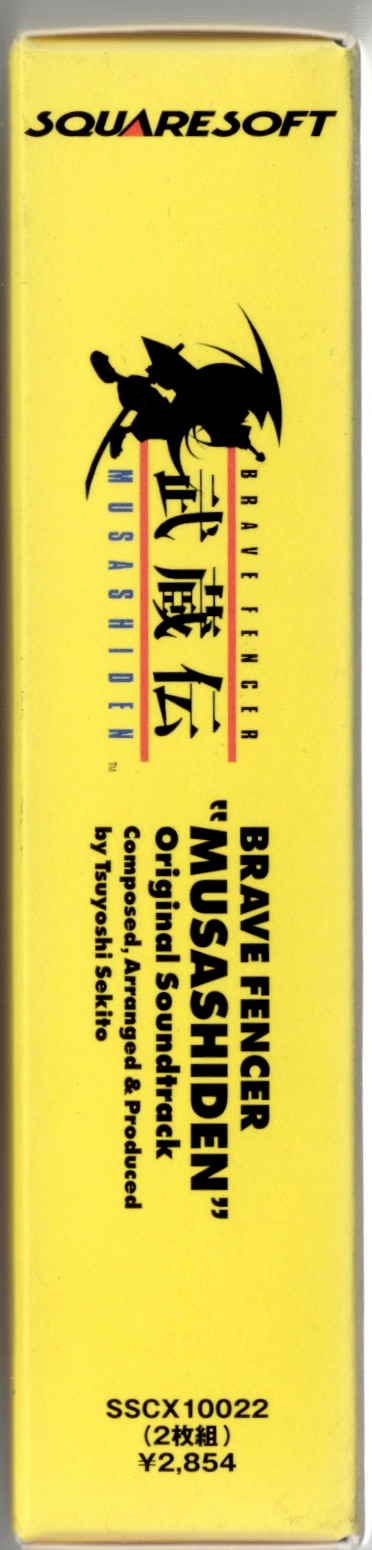 SQUARESOFT
BRAVE FENCER
武蔵伝
MUSASHIDEN
TM
BRAVE FENCER
“MUSASHIDEN”
Original Soundtrack
Composed, Arranged & Produced
by Tsuyoshi Sekito
SSCX10022
(2枚組)
¥2,854